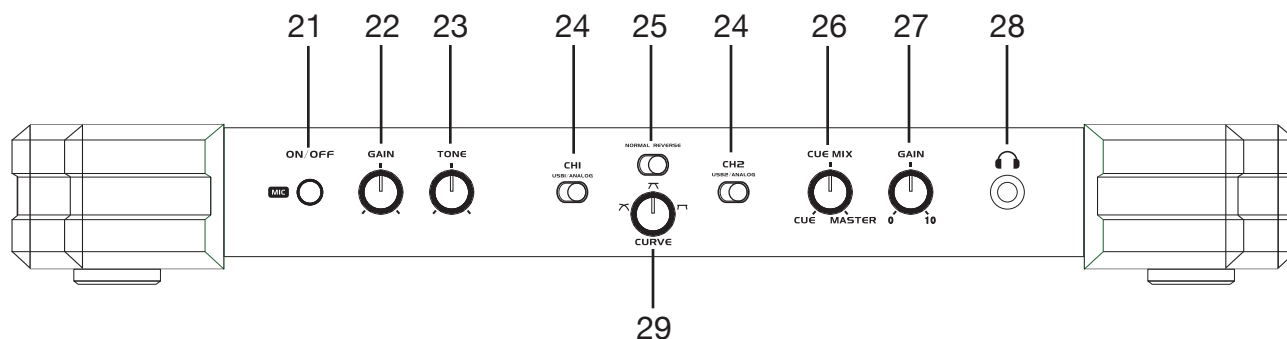 21 22 23 24 25 24 26 27 28
NORMAL REVERSE
ON/OFF GAIN TONE CH1 CH2 CUE MIX GAIN
USB1/ANALOG USB2/ANALOG
MIC
CUE MASTER 0 10
CURVE
29